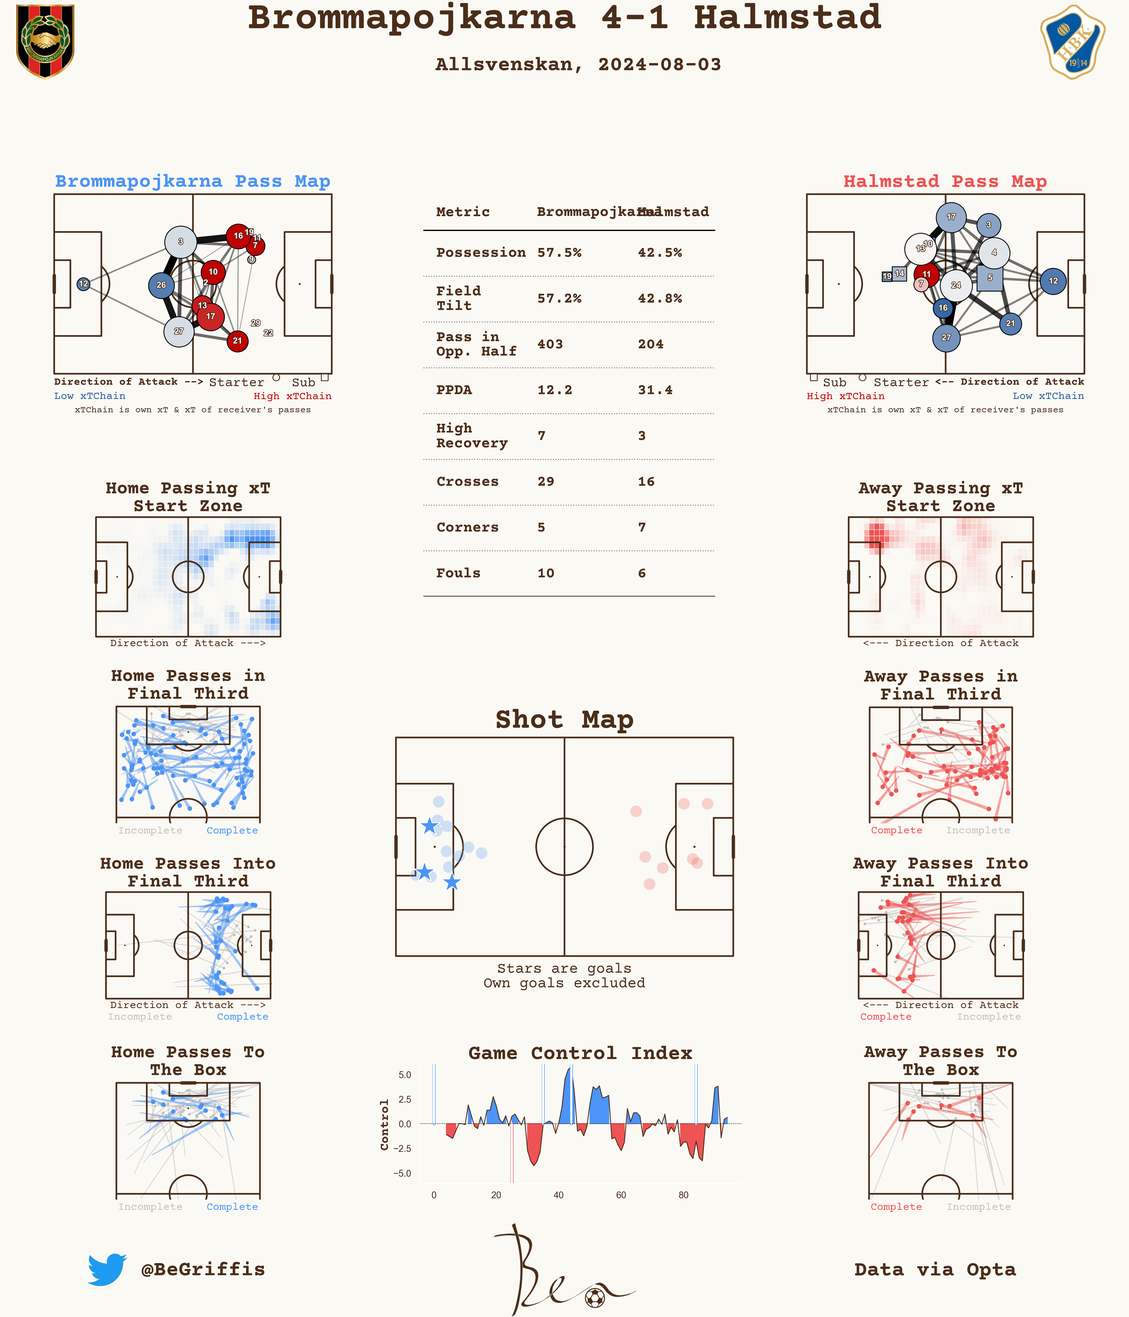 Brommapojkarna 4-1 Halmstad
Allsvenskan, 2024-08-03
HBK
19 14
Brommapojkarna Pass Map
12
3
26
27
10
2
13
17
16
19
11
7
21
29
22
Direction of Attack --> Starter Sub
Low xTChain High xTChain
xTChain is own xT & xT of receiver's passes
Metric Brommapojkarna Halmstad
Possession 57.5% 42.5%
Field
Tilt 57.2% 42.8%
Pass in
Opp. Half 403 204
PPDA 12.2 31.4
High
Recovery 7 3
Crosses 29 16
Corners 5 7
Fouls 10 6
Halmstad Pass Map
17
3
13
10
4
19
14
11
7
24
5
12
16
27
21
Sub Starter <-- Direction of Attack
High xTChain Low xTChain
xTChain is own xT & xT of receiver's passes
Home Passing xT
Start Zone
Direction of Attack --->
Away Passing xT
Start Zone
<--- Direction of Attack
Home Passes in
Final Third
Incomplete Complete
Away Passes in
Final Third
Complete Incomplete
Shot Map
Stars are goals
Own goals excluded
Home Passes Into
Final Third
Direction of Attack --->
Incomplete Complete
Away Passes Into
Final Third
<--- Direction of Attack
Complete Incomplete
Home Passes To
The Box
Incomplete Complete
Game Control Index
Control
5.0
2.5
0.0
−2.5
−5.0
0 20 40 60 80
Away Passes To
The Box
Complete Incomplete
@BeGriffis
Bea
Data via Opta